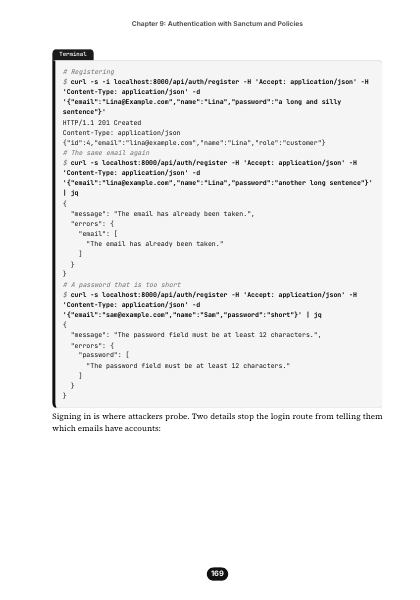 Chapter 9: Authentication with Sanctum and Policies
Terminal
# Registering
$ curl -s -i localhost:8000/api/auth/register -H 'Accept: application/json' -H
'Content-Type: application/json' -d
'{"email":"Lina@Example.com","name":"Lina","password":"a long and silly
sentence"}'
HTTP/1.1 201 Created
Content-Type: application/json
{"id":4,"email":"lina@example.com","name":"Lina","role":"customer"}
# The same email again
$ curl -s localhost:8000/api/auth/register -H 'Accept: application/json' -H
'Content-Type: application/json' -d
'{"email":"lina@example.com","name":"Lina","password":"another long sentence"}'
| jq
{
  "message": "The email has already been taken.",
  "errors": {
    "email": [
      "The email has already been taken."
    ]
  }
}
# A password that is too short
$ curl -s localhost:8000/api/auth/register -H 'Accept: application/json' -H
'Content-Type: application/json' -d
'{"email":"sam@example.com","name":"Sam","password":"short"}' | jq
{
  "message": "The password field must be at least 12 characters.",
  "errors": {
    "password": [
      "The password field must be at least 12 characters."
    ]
  }
}
Signing in is where attackers probe. Two details stop the login route from telling them
which emails have accounts:
169